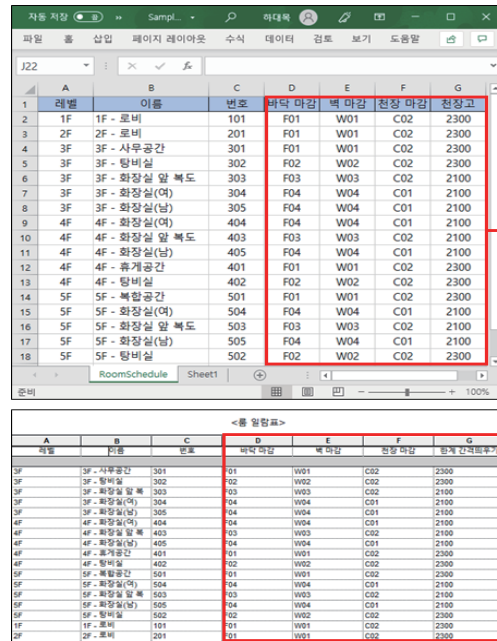 자동 저장 Sampl... 하대욱
파일 홈 삽입 페이지 레이아웃 수식 데이터 검토 보기 도움말
J22 fx
A B C D E F G
1 레벨 이름 번호 바닥 마감 벽 마감 천장 마감 천장고
2 1F 1F - 로비 101 F01 W01 C02 2300
3 2F 2F - 로비 201 F01 W01 C02 2300
4 3F 3F - 사무공간 301 F01 W01 C02 2300
5 3F 3F - 탕비실 302 F02 W02 C02 2300
6 3F 3F - 화장실 앞 복도 303 F03 W03 C02 2100
7 3F 3F - 화장실(여) 304 F04 W04 C01 2100
8 3F 3F - 화장실(남) 305 F04 W04 C01 2100
9 4F 4F - 화장실(여) 404 F04 W04 C01 2100
10 4F 4F - 화장실 앞 복도 403 F03 W03 C02 2100
11 4F 4F - 화장실(남) 405 F04 W04 C01 2100
12 4F 4F - 휴게공간 401 F01 W01 C02 2300
13 4F 4F - 탕비실 402 F02 W02 C02 2300
14 5F 5F - 복합공간 501 F01 W01 C02 2300
15 5F 5F - 화장실(여) 504 F04 W04 C01 2100
16 5F 5F - 화장실 앞 복도 503 F03 W03 C02 2100
17 5F 5F - 화장실(남) 505 F04 W04 C01 2100
18 5F 5F - 탕비실 502 F02 W02 C02 2300
RoomSchedule Sheet1
준비 100%
<룸 일람표>
A B C D E F G
레벨 이름 번호 바닥 마감 벽 마감 천장 마감 한계 간격띄우기
3F 3F - 사무공간 301 F01 W01 C02 2300
3F 3F - 탕비실 302 F02 W02 C02 2300
3F 3F - 화장실 앞 복 303 F03 W03 C02 2100
3F 3F - 화장실(여) 304 F04 W04 C01 2100
3F 3F - 화장실(남) 305 F04 W04 C01 2100
4F 4F - 화장실(여) 404 F04 W04 C01 2100
4F 4F - 화장실 앞 복 403 F03 W03 C02 2100
4F 4F - 화장실(남) 405 F04 W04 C01 2100
4F 4F - 휴게공간 401 F01 W01 C02 2300
4F 4F - 탕비실 402 F02 W02 C02 2300
5F 5F - 복합공간 501 F01 W01 C02 2300
5F 5F - 화장실(여) 504 F04 W04 C01 2100
5F 5F - 화장실 앞 복 503 F03 W03 C02 2100
5F 5F - 화장실(남) 505 F04 W04 C01 2100
5F 5F - 탕비실 502 F02 W02 C02 2300
1F 1F - 로비 101 F01 W01 C02 2300
2F 2F - 로비 201 F01 W01 C02 2300